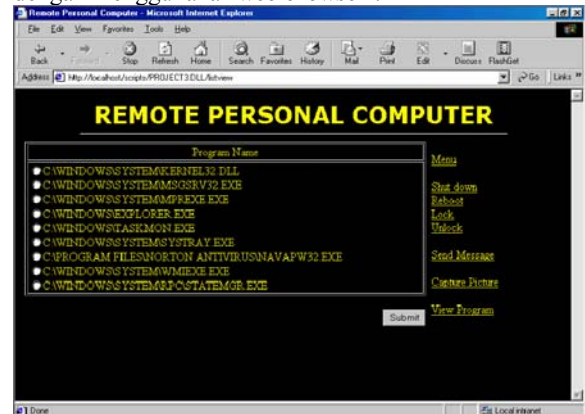 dengan menggunakan web browser.
Remote Personal Computer - Microsoft Internet Explorer
File Edit View Favorites Tools Help
Back Stop Refresh Home Search Favorites History Mail Print Edit Discuss FlashGet
Address http://localhost/scripts/PROJECT3.DLL/listview Go Links »
REMOTE PERSONAL COMPUTER
Program Name
C:\WINDOWS\SYSTEM\KERNEL32.DLL
C:\WINDOWS\SYSTEM\MSGSRV32.EXE
C:\WINDOWS\SYSTEM\MPREXE.EXE
C:\WINDOWS\EXPLORER.EXE
C:\WINDOWS\TASKMON.EXE
C:\WINDOWS\SYSTEM\SYSTRAY.EXE
C:\PROGRAM FILES\NORTON ANTIVIRUS\NAVAPW32.EXE
C:\WINDOWS\SYSTEM\WMIEXE.EXE
C:\WINDOWS\SYSTEM\RPC\STATEMGR.EXE
Submit
Menu
Shut down
Reboot
Lock
Unlock
Send Message
Capture Picture
View Program
Done Local intranet